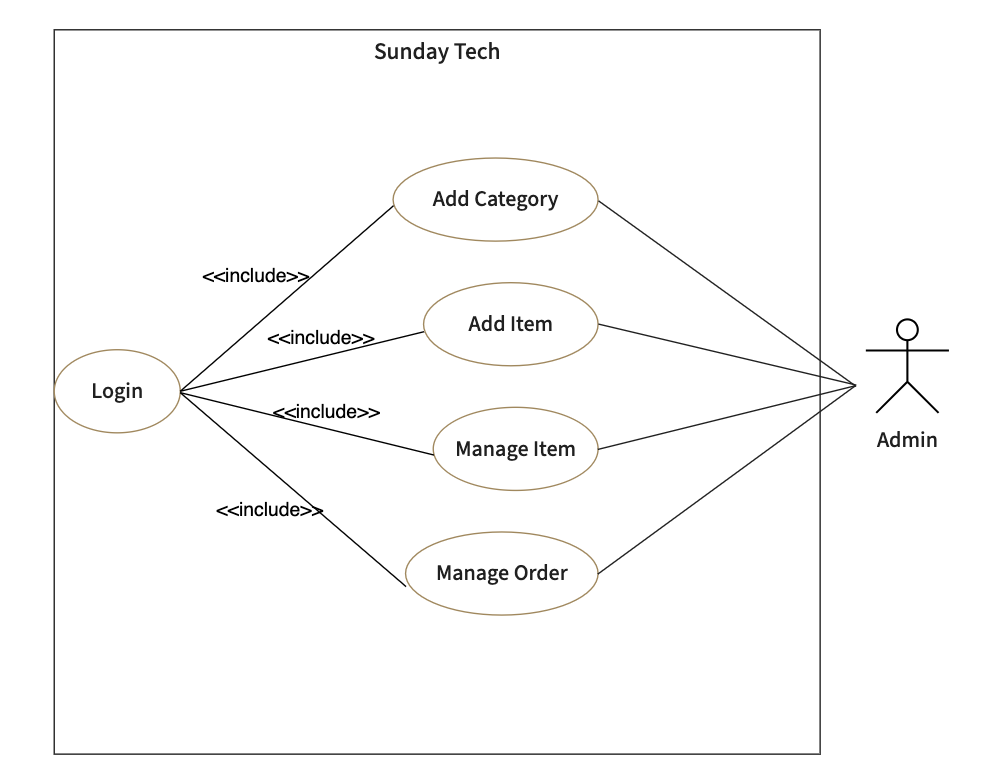 Sunday Tech
Add Category
<<include>>
Add Item
<<include>>
Login
<<include>>
Manage Item
Admin
<<include>>
Manage Order